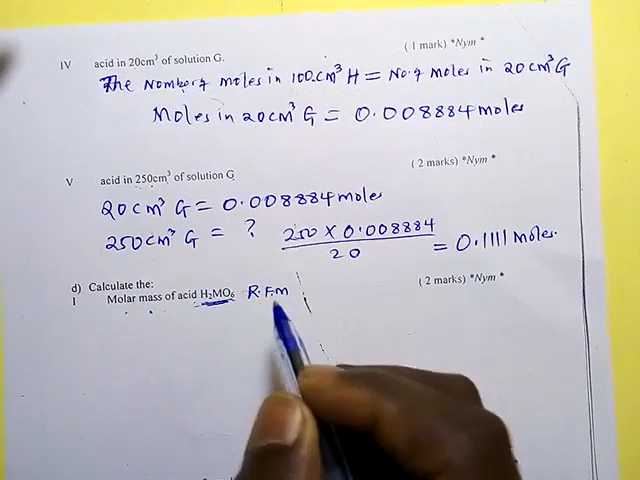 (1 mark) *Nym *
IV acid in 20cm³ of solution G.
The Nomber of moles in 100cm³ H = No. of moles in 20cm³ G
Moles in 20cm³ G = 0.008884 moles
(2 marks) *Nym *
V acid in 250cm³ of solution G
20cm³ G = 0.008884 mole
250cm³ G = ? 250 × 0.008884 / 20 = 0.1111 moles.
d) Calculate the:
I Molar mass of acid H₂MO₆ R.F.m (2 marks) *Nym *